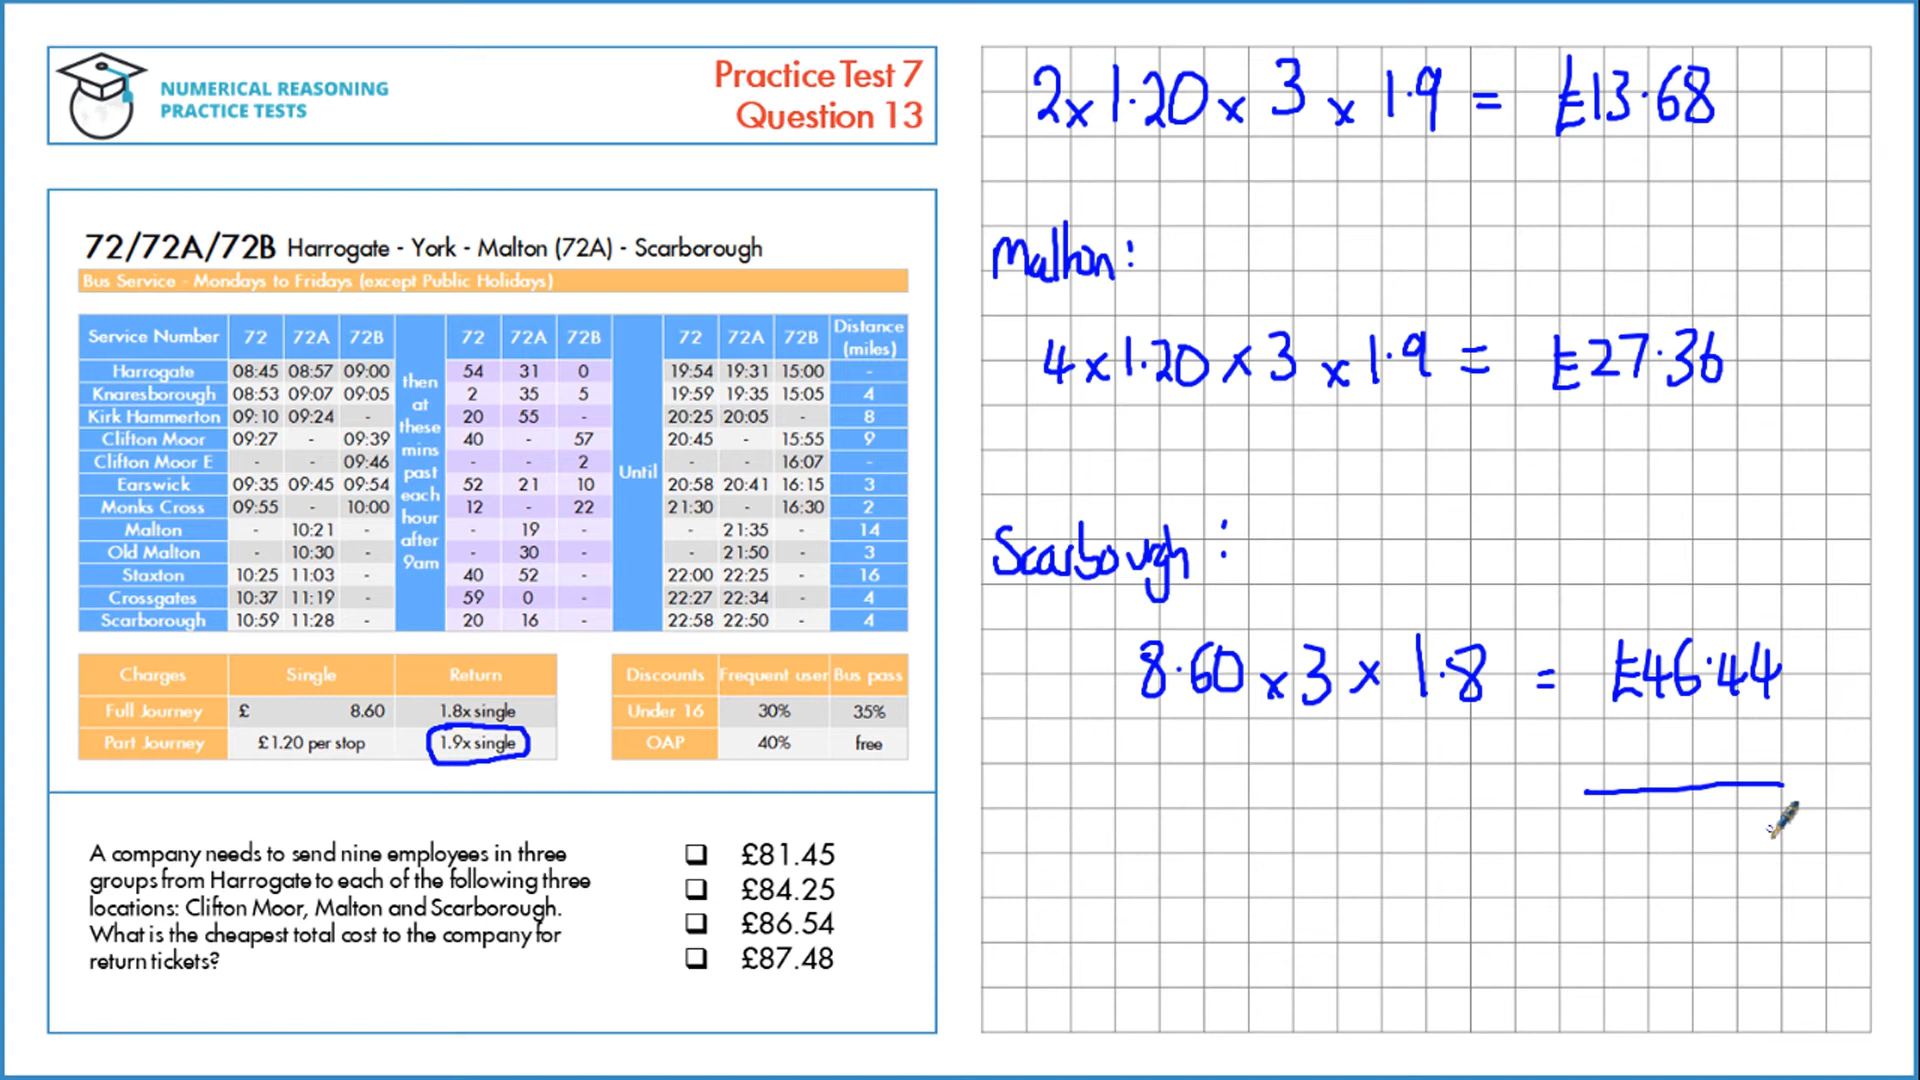 NUMERICAL REASONING
PRACTICE TESTS
Practice Test 7
Question 13
72/72A/72B Harrogate - York - Malton (72A) - Scarborough
Bus Service - Mondays to Fridays (except Public Holidays)
Service Number 72 72A 72B then at these mins past each hour after 9am 72 72A 72B Until 72 72A 72B Distance (miles)
Harrogate 08:45 08:57 09:00 54 31 0 19:54 19:31 15:00 -
Knaresborough 08:53 09:07 09:05 2 35 5 19:59 19:35 15:05 4
Kirk Hammerton 09:10 09:24 - 20 55 - 20:25 20:05 - 8
Clifton Moor 09:27 - 09:39 40 - 57 20:45 - 15:55 9
Clifton Moor E - - 09:46 - - 2 - - 16:07 -
Earswick 09:35 09:45 09:54 52 21 10 20:58 20:41 16:15 3
Monks Cross 09:55 - 10:00 12 - 22 21:30 - 16:30 2
Malton - 10:21 - - 19 - - 21:35 - 14
Old Malton - 10:30 - - 30 - - 21:50 - 3
Staxton 10:25 11:03 - 40 52 - 22:00 22:25 - 16
Crossgates 10:37 11:19 - 59 0 - 22:27 22:34 - 4
Scarborough 10:59 11:28 - 20 16 - 22:58 22:50 - 4
Charges Single Return
Full Journey £ 8.60 1.8x single
Part Journey £1.20 per stop 1.9x single
Discounts Frequent user Bus pass
Under 16 30% 35%
OAP 40% free
A company needs to send nine employees in three
groups from Harrogate to each of the following three
locations: Clifton Moor, Malton and Scarborough.
What is the cheapest total cost to the company for
return tickets?
£81.45
£84.25
£86.54
£87.48
2 x 1.20 x 3 x 1.9 = £13.68
Malton :
4 x 1.20 x 3 x 1.9 = £27.36
Scarbough :
8.60 x 3 x 1.8 = £46.44